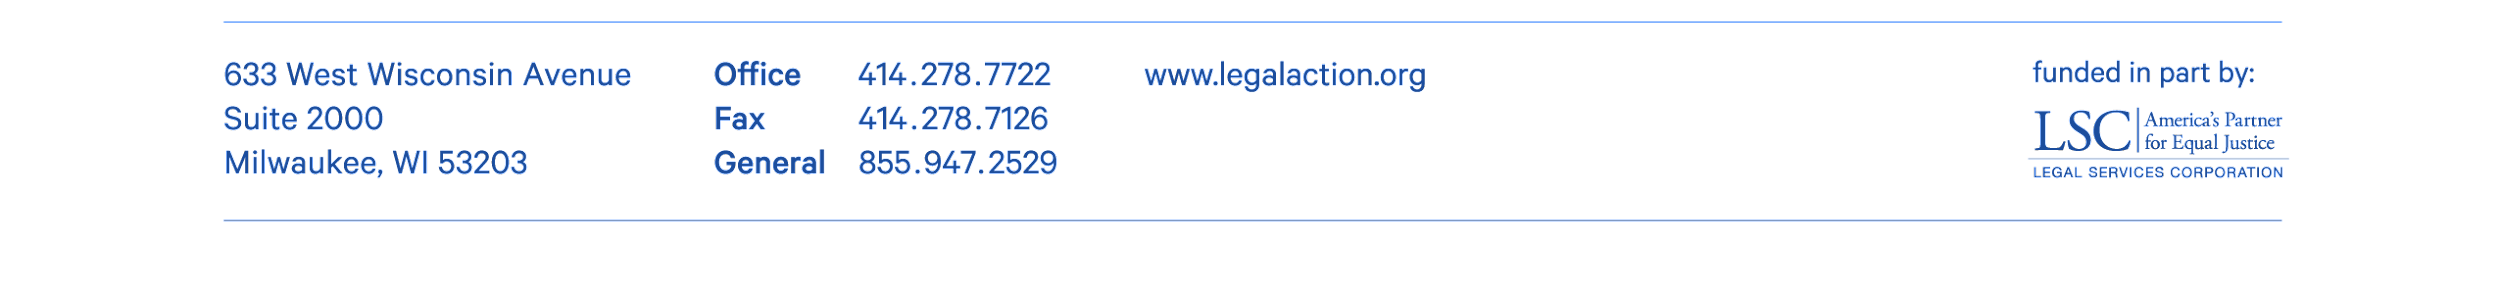 633 West Wisconsin Avenue
Suite 2000
Milwaukee, WI 53203
Office 414.278.7722
Fax 414.278.7126
General 855.947.2529
www.legalaction.org
funded in part by:
LSC
America's Partner
for Equal Justice
LEGAL SERVICES CORPORATION